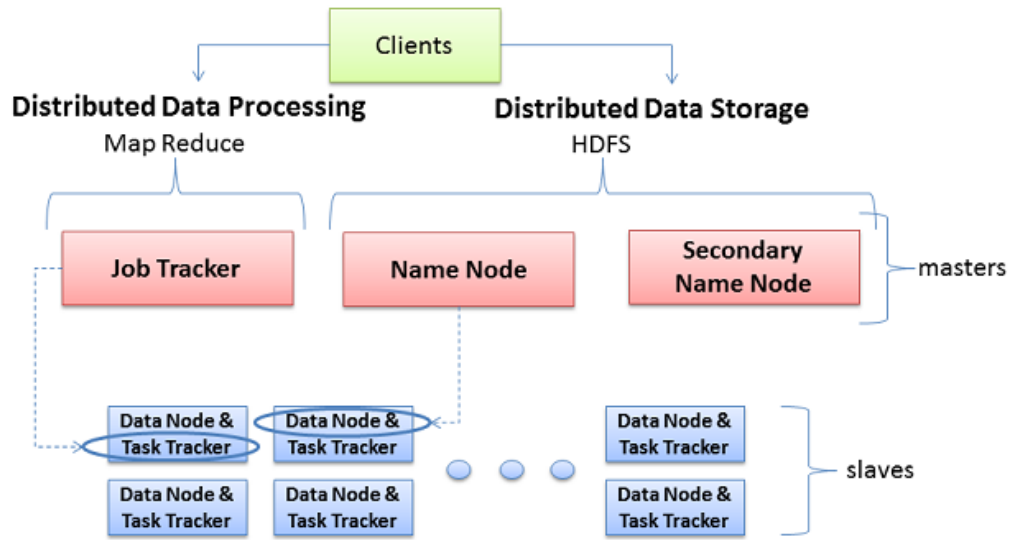 Clients
Distributed Data Processing
Map Reduce
Distributed Data Storage
HDFS
Job Tracker
Name Node
Secondary
Name Node
masters
Data Node &
Task Tracker
Data Node &
Task Tracker
Data Node &
Task Tracker
Data Node &
Task Tracker
Data Node &
Task Tracker
Data Node &
Task Tracker
slaves